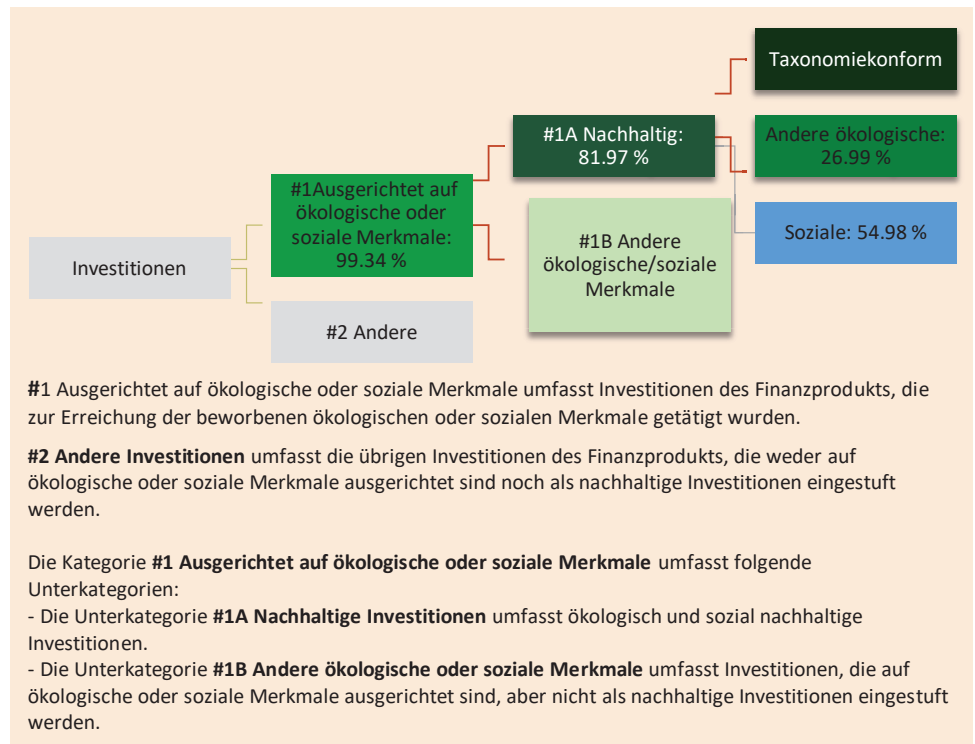 Taxonomiekonform
#1A Nachhaltig:
81.97 %
Andere ökologische:
26.99 %
#1Ausgerichtet auf
ökologische oder
soziale Merkmale:
99.34 %
Soziale: 54.98 %
#1B Andere
ökologische/soziale
Merkmale
Investitionen
#2 Andere
#1 Ausgerichtet auf ökologische oder soziale Merkmale umfasst Investitionen des Finanzprodukts, die
zur Erreichung der beworbenen ökologischen oder sozialen Merkmale getätigt wurden.
#2 Andere Investitionen umfasst die übrigen Investitionen des Finanzprodukts, die weder auf
ökologische oder soziale Merkmale ausgerichtet sind noch als nachhaltige Investitionen eingestuft
werden.
Die Kategorie #1 Ausgerichtet auf ökologische oder soziale Merkmale umfasst folgende
Unterkategorien:
- Die Unterkategorie #1A Nachhaltige Investitionen umfasst ökologisch und sozial nachhaltige
Investitionen.
- Die Unterkategorie #1B Andere ökologische oder soziale Merkmale umfasst Investitionen, die auf
ökologische oder soziale Merkmale ausgerichtet sind, aber nicht als nachhaltige Investitionen eingestuft
werden.